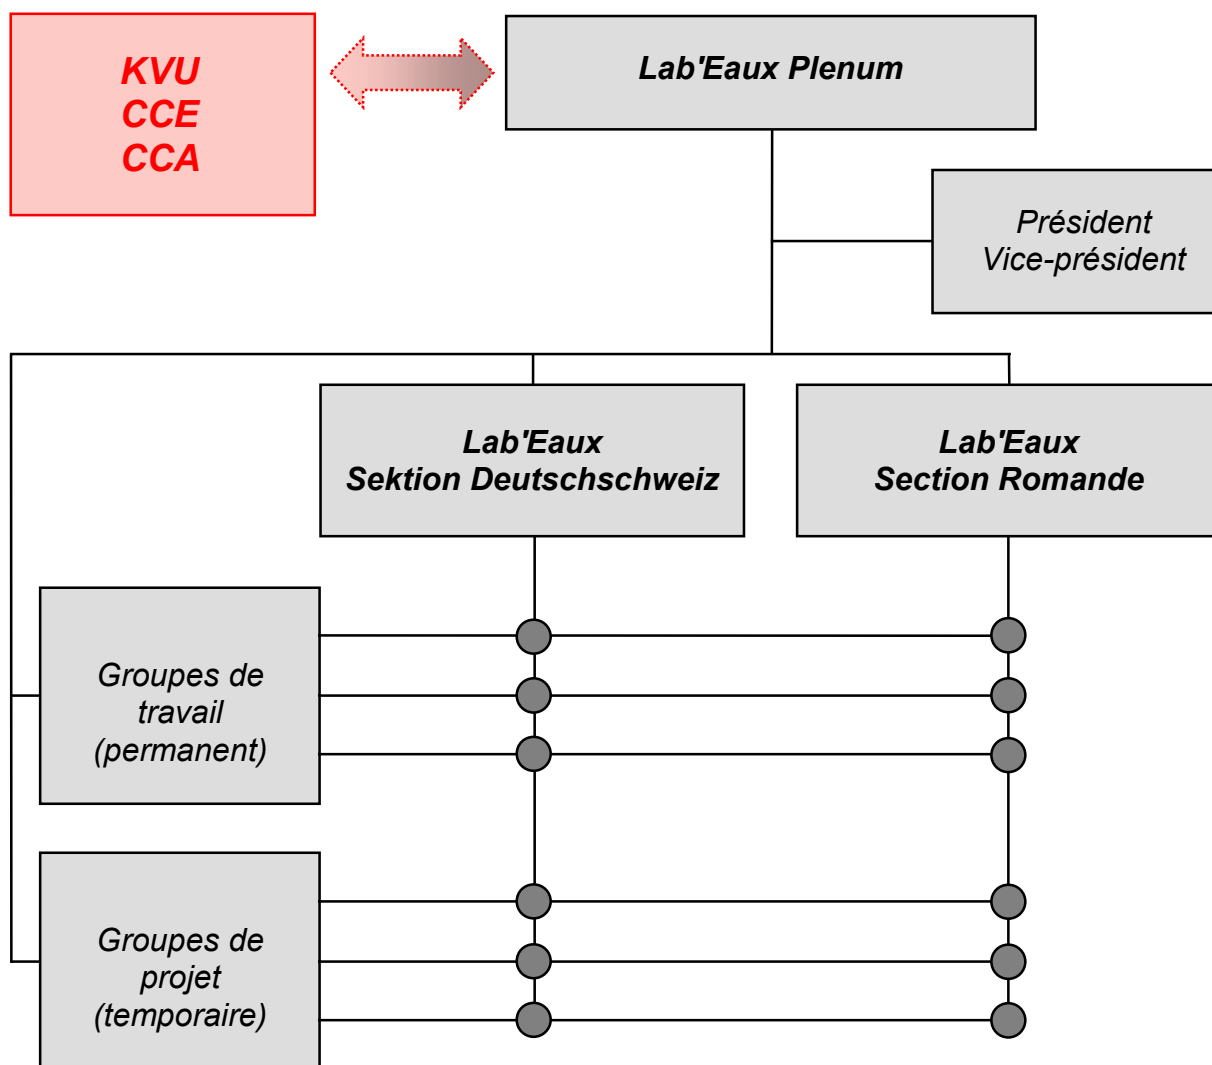 KVU
CCE
CCA
Lab'Eaux Plenum
Président
Vice-président
Lab'Eaux
Sektion Deutschschweiz
Lab'Eaux
Section Romande
Groupes de
travail
(permanent)
Groupes de
projet
(temporaire)